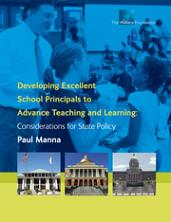 The Wallace Foundation
Developing Excellent
School Principals to
Advance Teaching and Learning:
Considerations for State Policy
Paul Manna